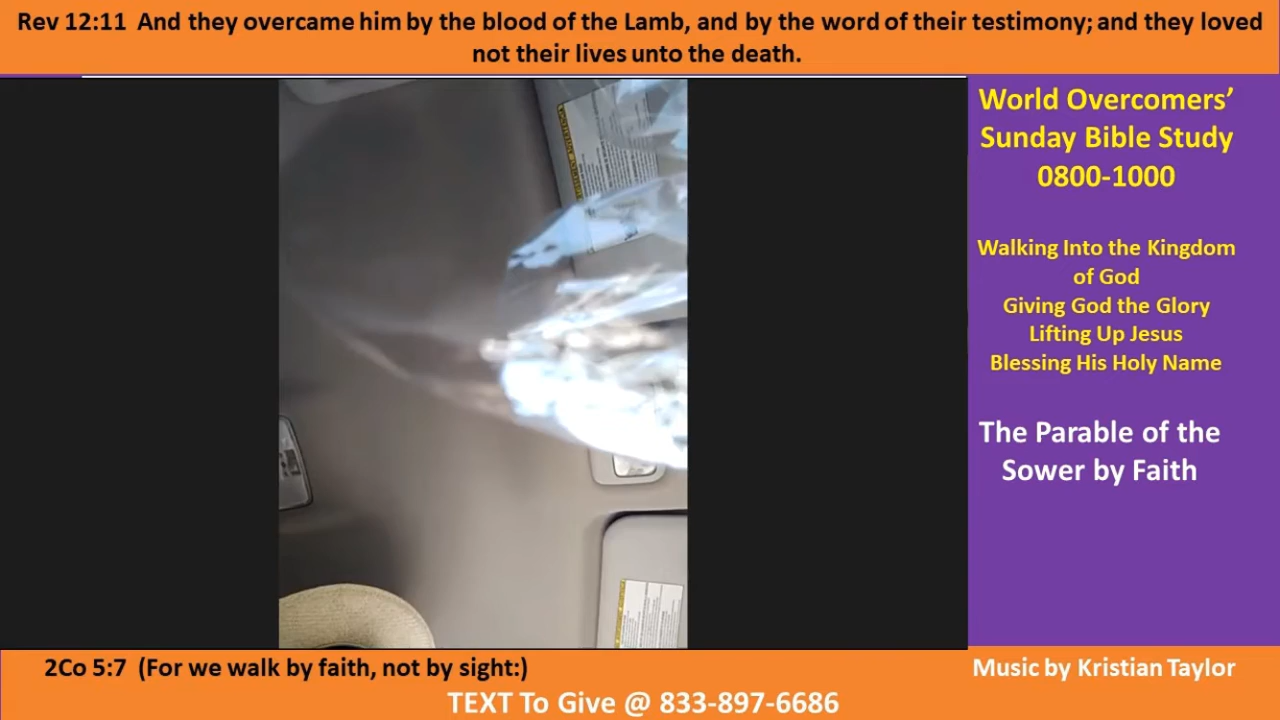 Rev 12:11 And they overcame him by the blood of the Lamb, and by the word of their testimony; and they loved
not their lives unto the death.
World Overcomers’
Sunday Bible Study
0800-1000
Walking Into the Kingdom
of God
Giving God the Glory
Lifting Up Jesus
Blessing His Holy Name
The Parable of the
Sower by Faith
2Co 5:7 (For we walk by faith, not by sight:)
Music by Kristian Taylor
TEXT To Give @ 833-897-6686